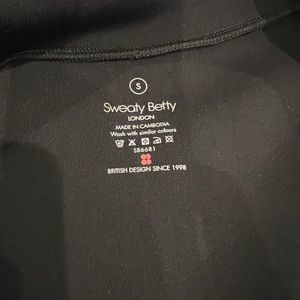 S
Sweaty Betty
LONDON
MADE IN CAMBODIA
Wash with similar colours
SB6681
BRITISH DESIGN SINCE 1998